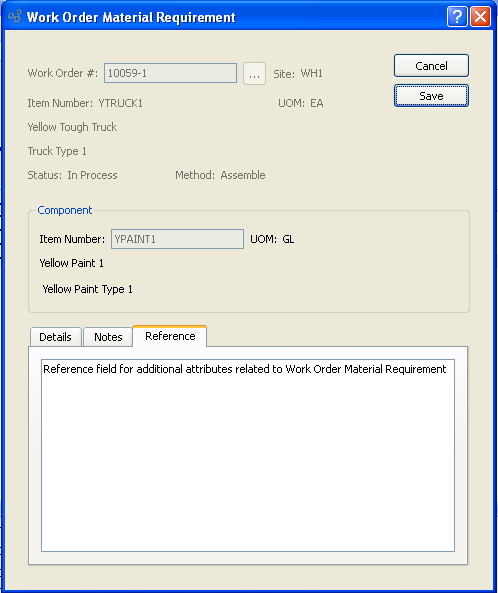 Work Order Material Requirement
Work Order #: 10059-1 ... Site: WH1
Cancel
Item Number: YTRUCK1 UOM: EA
Save
Yellow Tough Truck
Truck Type 1
Status: In Process Method: Assemble
Component
Item Number: YPAINT1 UOM: GL
Yellow Paint 1
Yellow Paint Type 1
Details Notes Reference
Reference field for additional attributes related to Work Order Material Requirement